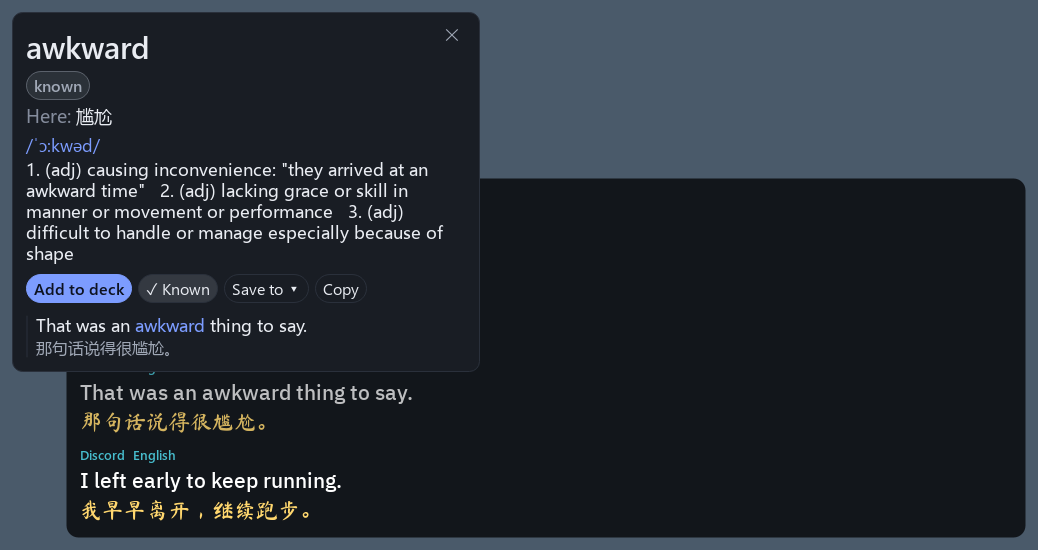 awkward
known
Here: 尴尬
/ˈɔːkwəd/
1. (adj) causing inconvenience: "they arrived at an
awkward time"   2. (adj) lacking grace or skill in
manner or movement or performance   3. (adj)
difficult to handle or manage especially because of
shape
Add to deck ✓ Known Save to ▾ Copy
That was an awkward thing to say.
那句话说得很尴尬。
That was an awkward thing to say.
那句话说得很尴尬。
Discord English
I left early to keep running.
我早早离开，继续跑步。